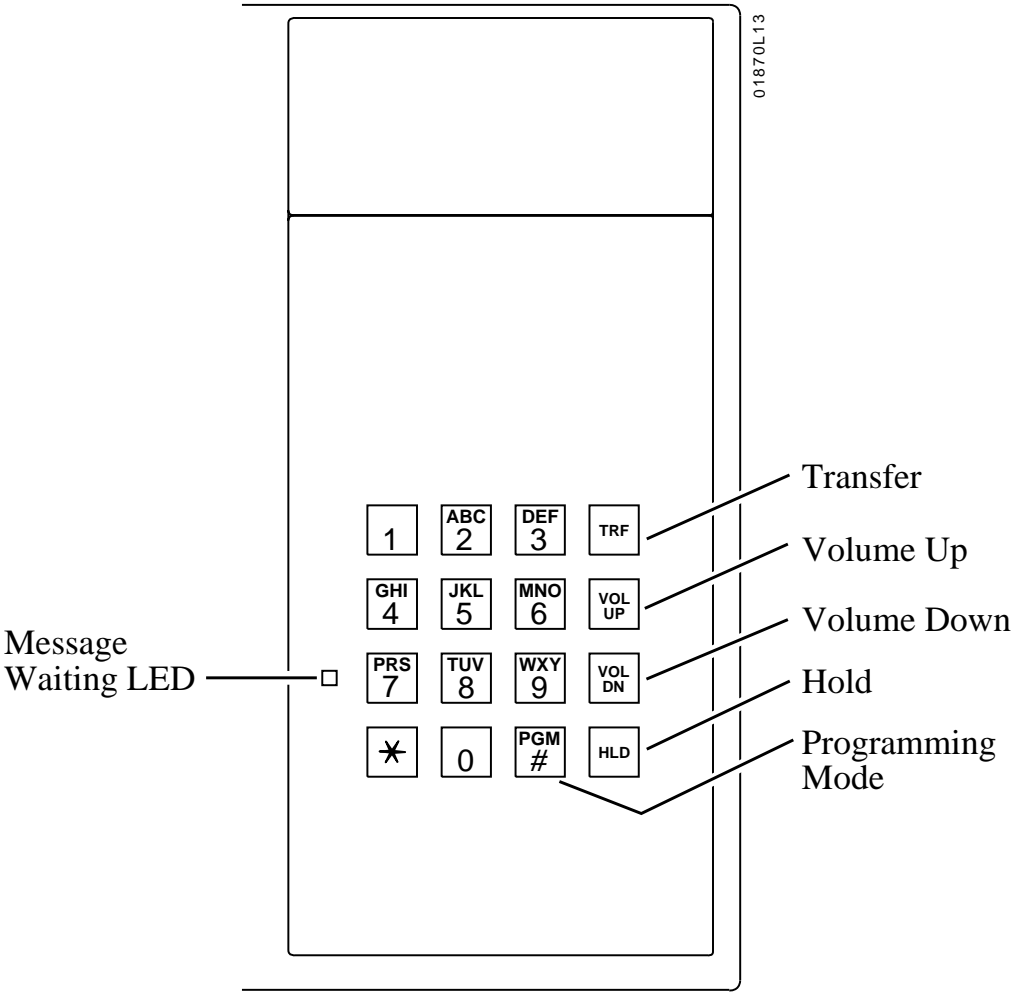 01870L13
Transfer
ABC
DEF
1
2
3
TRF
Volume Up
GHI
JKL
MNO
VOL
4
5
6
UP
Volume Down
Message
Waiting LED
PRS
TUV
WXY
VOL
7
8
9
DN
Hold
PGM
*
0
#
HLD
Programming
Mode